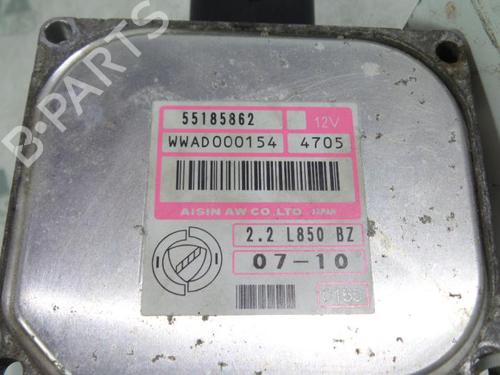 B-PARTS
55185862 12V
WWAD000154 4705
AISIN AW CO., LTD. JAPAN
2.2 L850 BZ
07-10